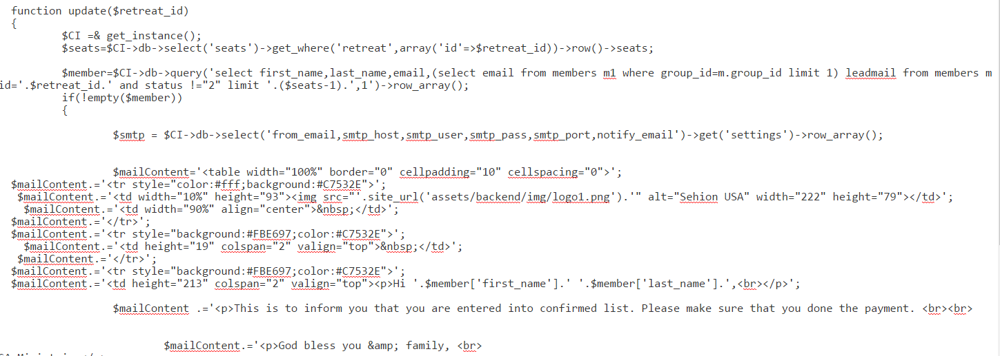 function update($retreat_id)
{
$CI =& get_instance();
$seats=$CI->db->select('seats')->get_where('retreat',array('id'=>$retreat_id))->row()->seats;
$member=$CI->db->query('select first_name,last_name,email,(select email from members m1 where group_id=m.group_id limit 1) leadmail from members m
id='.$retreat_id.' and status !="2" limit '.($seats-1).',1')->row_array();
if(!empty($member))
{
$smtp = $CI->db->select('from_email,smtp_host,smtp_user,smtp_pass,smtp_port,notify_email')->get('settings')->row_array();
$mailContent='<table width="100%" border="0" cellpadding="10" cellspacing="0">';
$mailContent.='<tr style="color:#fff;background:#C7532E">';
$mailContent.='<td width="10%" height="93"><img src="'.site_url('assets/backend/img/logo1.png').'" alt="Sehion USA" width="222" height="79"></td>';
$mailContent.='<td width="90%" align="center">&nbsp;</td>';
$mailContent.='</tr>';
$mailContent.='<tr style="background:#FBE697;color:#C7532E">';
$mailContent.='<td height="19" colspan="2" valign="top">&nbsp;</td>';
$mailContent.='</tr>';
$mailContent.='<tr style="background:#FBE697;color:#C7532E">';
$mailContent.='<td height="213" colspan="2" valign="top"><p>Hi '.$member['first_name'].' '.$member['last_name'].',<br></p>';
$mailContent .='<p>This is to inform you that you are entered into confirmed list. Please make sure that you done the payment. <br><br>
$mailContent.='<p>God bless you &amp; family, <br>